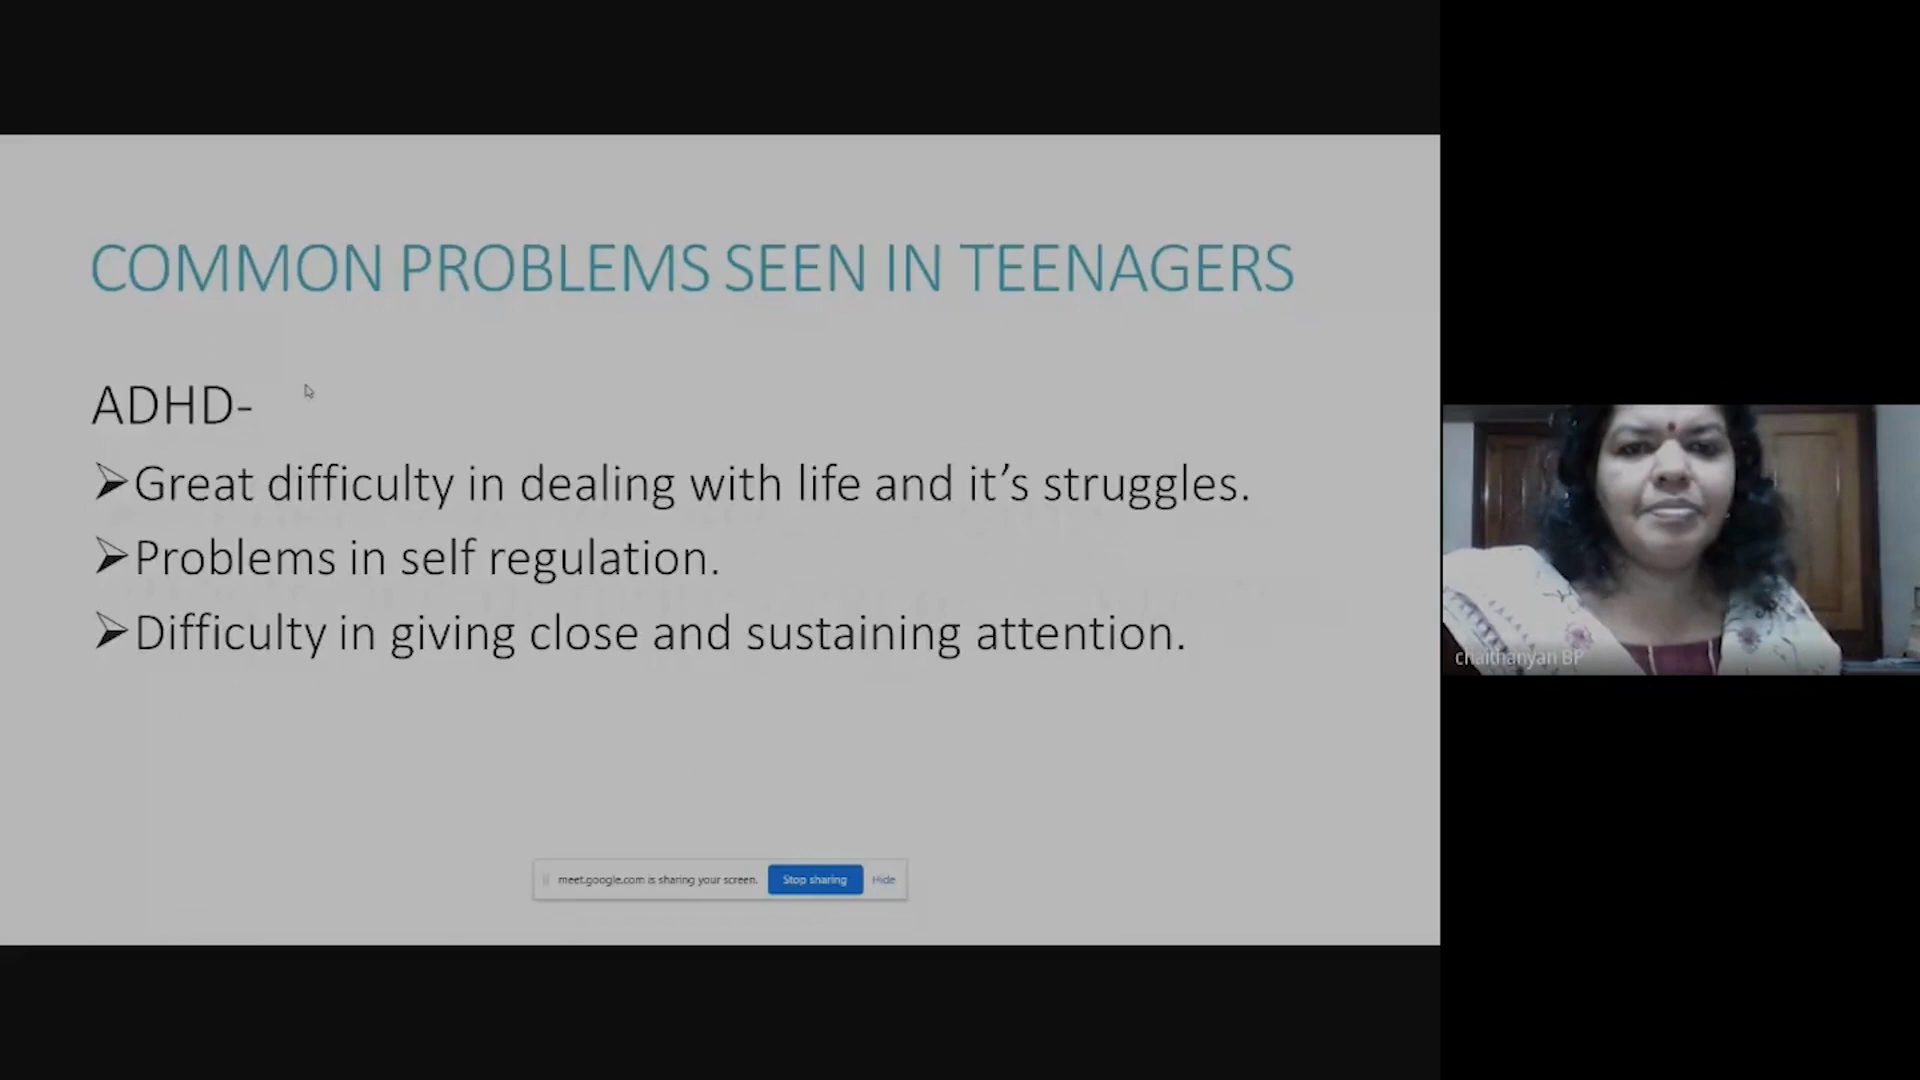 COMMON PROBLEMS SEEN IN TEENAGERS
ADHD-
➢Great difficulty in dealing with life and it’s struggles.
➢Problems in self regulation.
➢Difficulty in giving close and sustaining attention.
chaithanyan BP
meet.google.com is sharing your screen. Stop sharing Hide